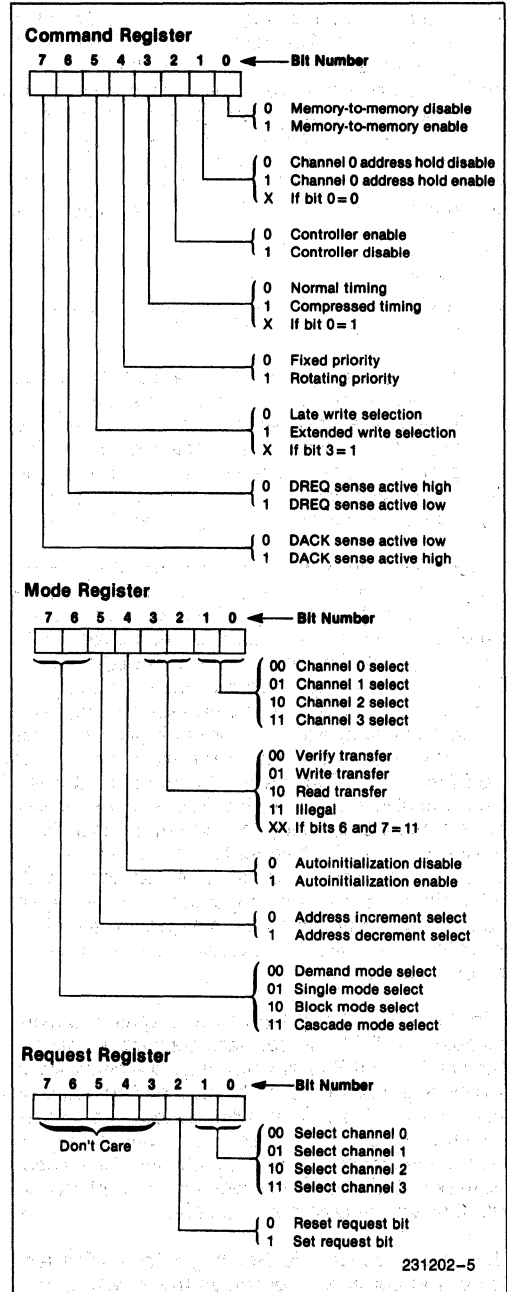 Command Register
7 6 5 4 3 2 1 0 Bit Number
0 Memory-to-memory disable
1 Memory-to-memory enable
0 Channel 0 address hold disable
1 Channel 0 address hold enable
X If bit 0=0
0 Controller enable
1 Controller disable
0 Normal timing
1 Compressed timing
X If bit 0=1
0 Fixed priority
1 Rotating priority
0 Late write selection
1 Extended write selection
X If bit 3=1
0 DREQ sense active high
1 DREQ sense active low
0 DACK sense active low
1 DACK sense active high
Mode Register
7 6 5 4 3 2 1 0 Bit Number
00 Channel 0 select
01 Channel 1 select
10 Channel 2 select
11 Channel 3 select
00 Verify transfer
01 Write transfer
10 Read transfer
11 Illegal
XX If bits 6 and 7=11
0 Autoinitialization disable
1 Autoinitialization enable
0 Address increment select
1 Address decrement select
00 Demand mode select
01 Single mode select
10 Block mode select
11 Cascade mode select
Request Register
7 6 5 4 3 2 1 0 Bit Number
Don't Care
00 Select channel 0
01 Select channel 1
10 Select channel 2
11 Select channel 3
0 Reset request bit
1 Set request bit
231202-5